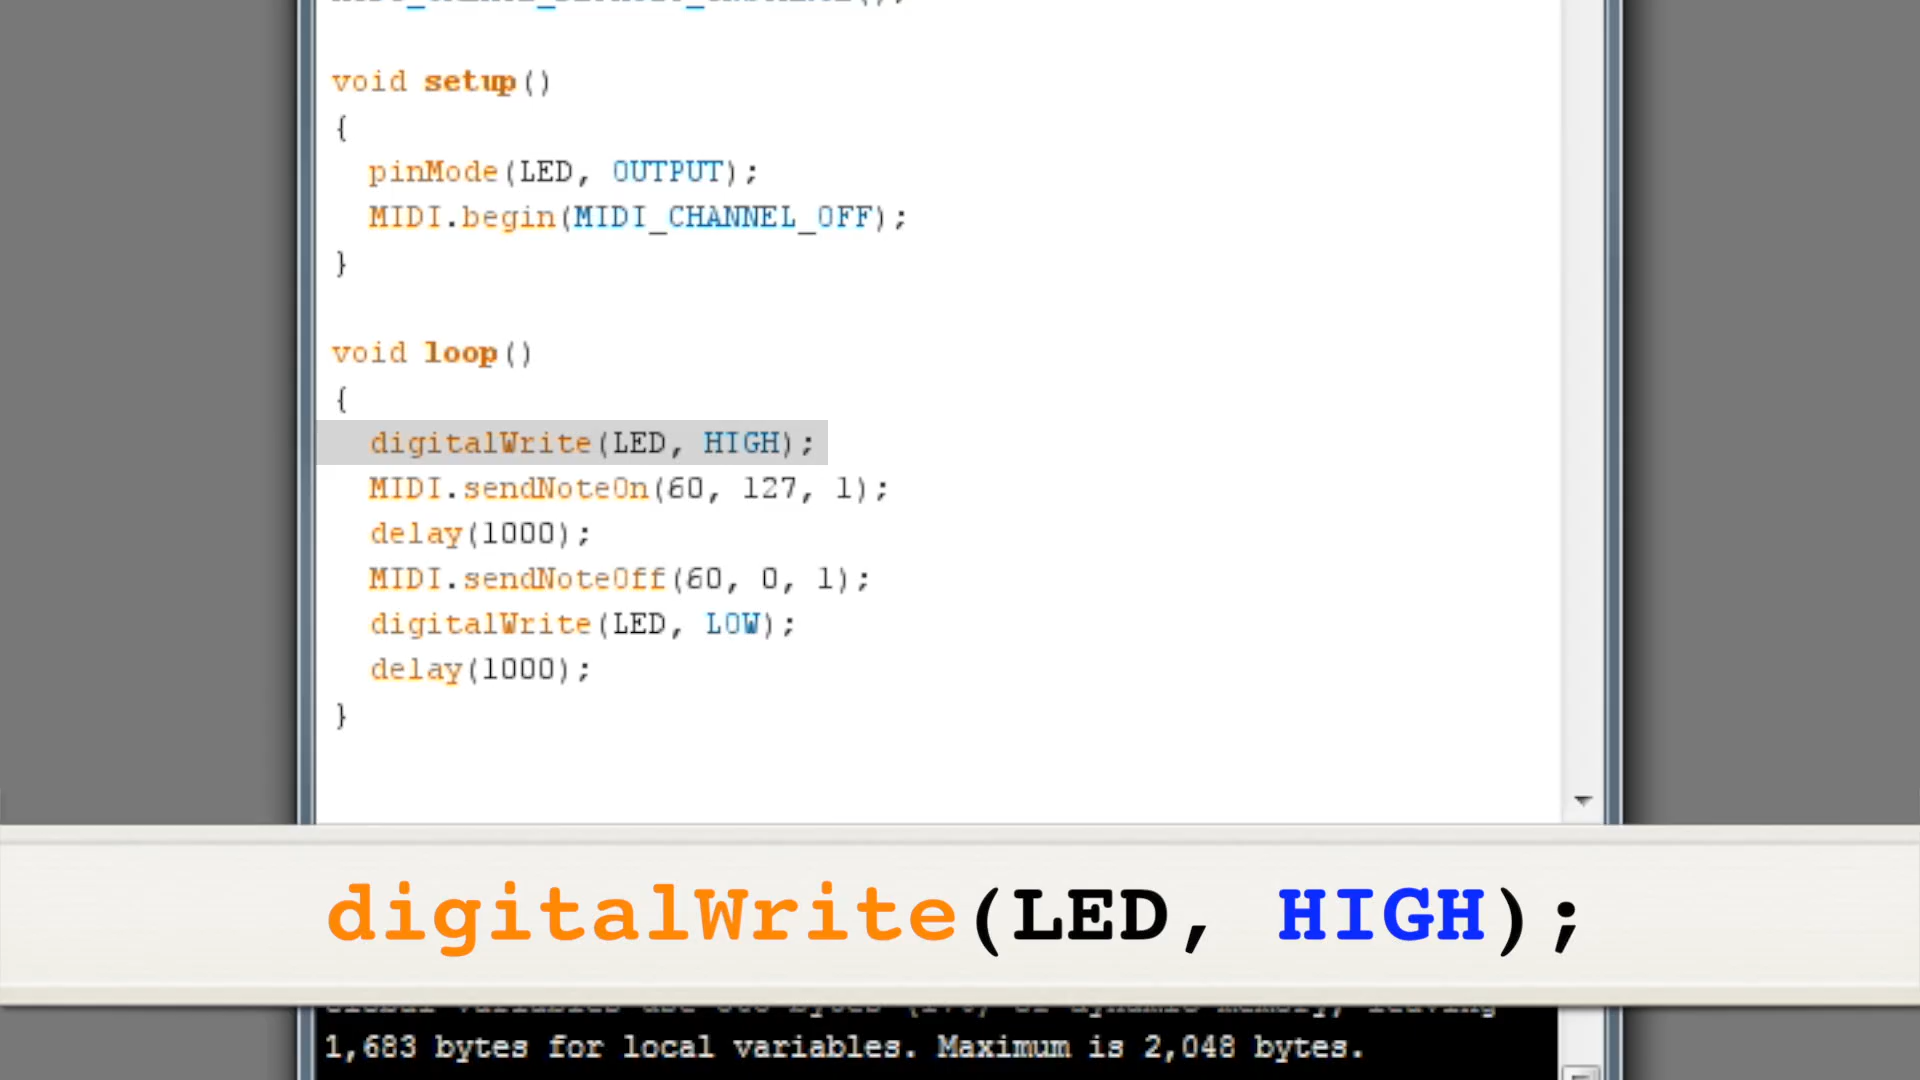 void setup()
{
pinMode(LED, OUTPUT);
MIDI.begin(MIDI_CHANNEL_OFF);
}
void loop()
{
digitalWrite(LED, HIGH);
MIDI.sendNoteOn(60, 127, 1);
delay(1000);
MIDI.sendNoteOff(60, 0, 1);
digitalWrite(LED, LOW);
delay(1000);
}
digitalWrite(LED, HIGH);
1,683 bytes for local variables. Maximum is 2,048 bytes.